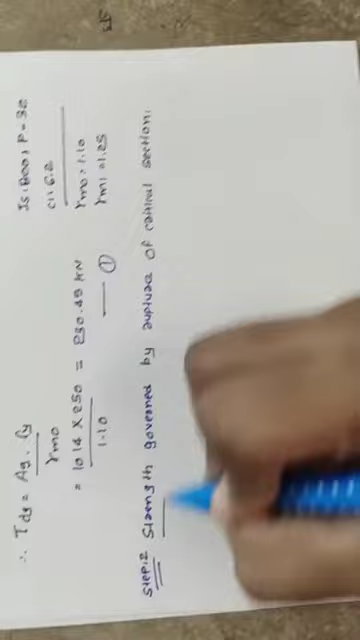 IS:800, P-32
cl: 6.2
γm0 = 1.10
γm1 = 1.25
∴ Tdg = Ag. fy
γm0
= 1014 X 250 = 230.45 KN
1.10
①
Step:2 Strength governed by rupture of critical section: